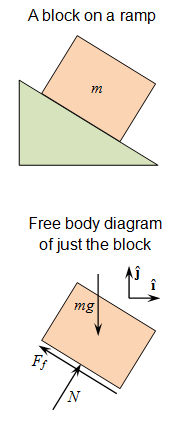 A block on a ramp
m
Free body diagram
of just the block
ĵ
î
mg
F_f
N